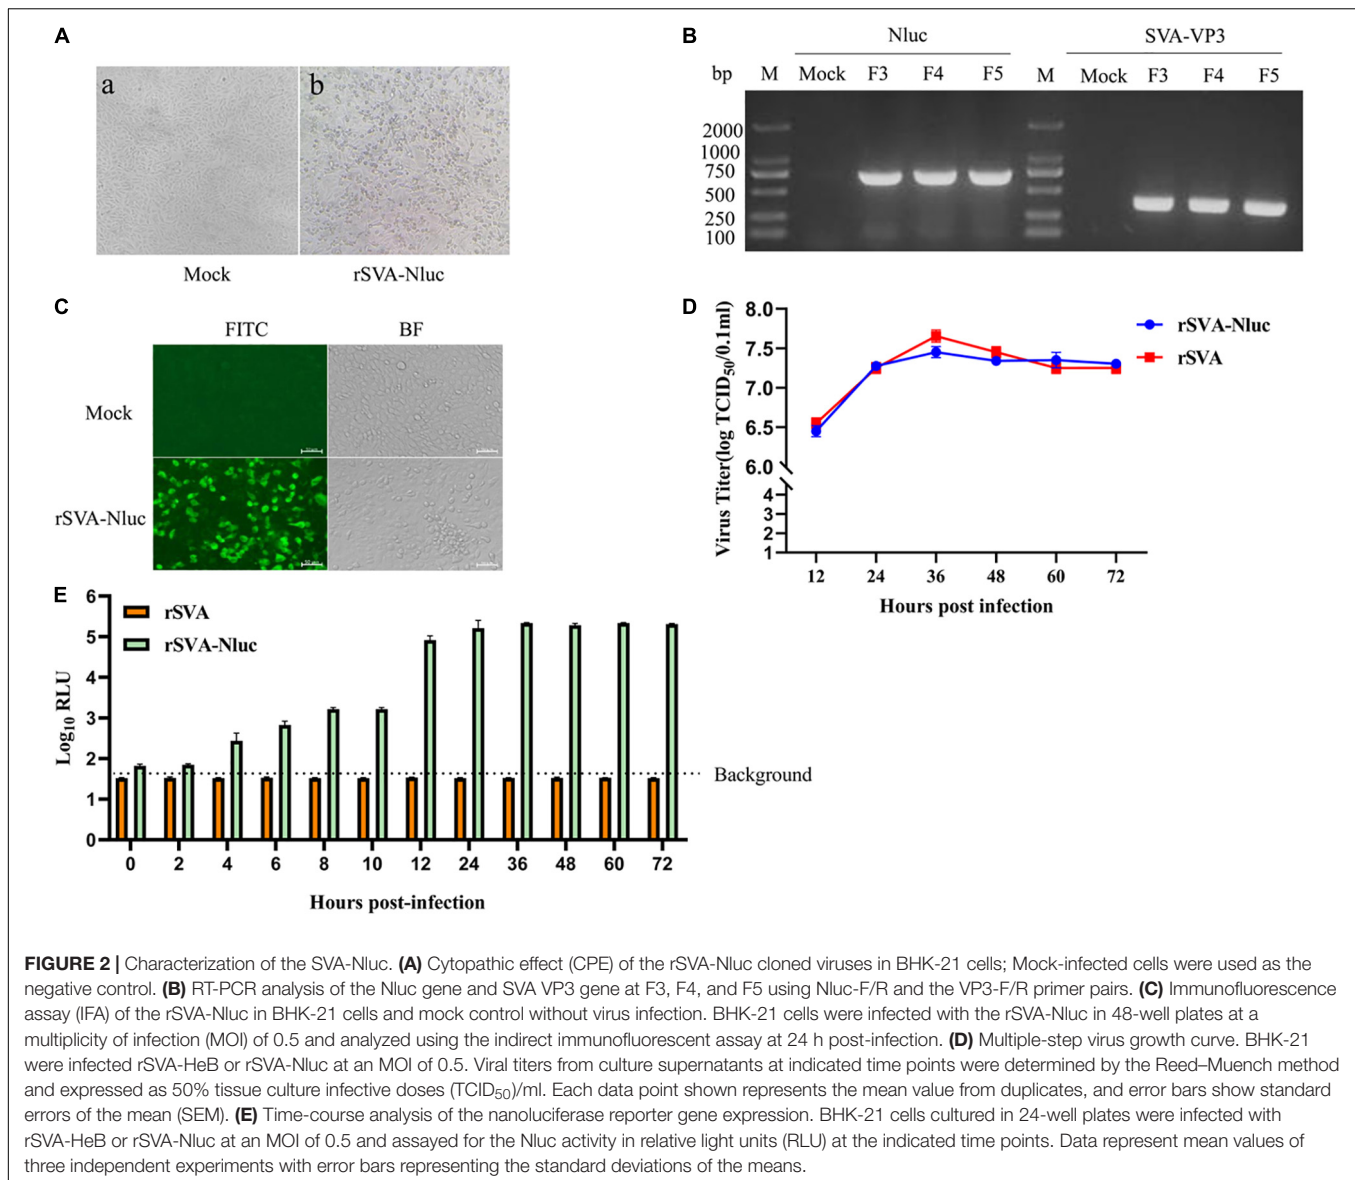 A
a
b
Mock
rSVA-Nluc
B
Nluc
SVA-VP3
bp M Mock F3 F4 F5 M Mock F3 F4 F5
2000
1000
750
500
250
100
C
FITC
BF
Mock
rSVA-Nluc
D
Virus Titer(log TCID50/0.1ml)
8.0
7.5
7.0
6.5
6.0
4
3
2
1
12 24 36 48 60 72
Hours post infection
rSVA-Nluc
rSVA
E
Log10 RLU
6
5
4
3
2
1
0
rSVA
rSVA-Nluc
Background
0 2 4 6 8 10 12 24 36 48 60 72
Hours post-infection
FIGURE 2 | Characterization of the SVA-Nluc. (A) Cytopathic effect (CPE) of the rSVA-Nluc cloned viruses in BHK-21 cells; Mock-infected cells were used as the
negative control. (B) RT-PCR analysis of the Nluc gene and SVA VP3 gene at F3, F4, and F5 using Nluc-F/R and the VP3-F/R primer pairs. (C) Immunofluorescence
assay (IFA) of the rSVA-Nluc in BHK-21 cells and mock control without virus infection. BHK-21 cells were infected with the rSVA-Nluc in 48-well plates at a
multiplicity of infection (MOI) of 0.5 and analyzed using the indirect immunofluorescent assay at 24 h post-infection. (D) Multiple-step virus growth curve. BHK-21
were infected rSVA-HeB or rSVA-Nluc at an MOI of 0.5. Viral titers from culture supernatants at indicated time points were determined by the Reed–Muench method
and expressed as 50% tissue culture infective doses (TCID50)/ml. Each data point shown represents the mean value from duplicates, and error bars show standard
errors of the mean (SEM). (E) Time-course analysis of the nanoluciferase reporter gene expression. BHK-21 cells cultured in 24-well plates were infected with
rSVA-HeB or rSVA-Nluc at an MOI of 0.5 and assayed for the Nluc activity in relative light units (RLU) at the indicated time points. Data represent mean values of
three independent experiments with error bars representing the standard deviations of the means.